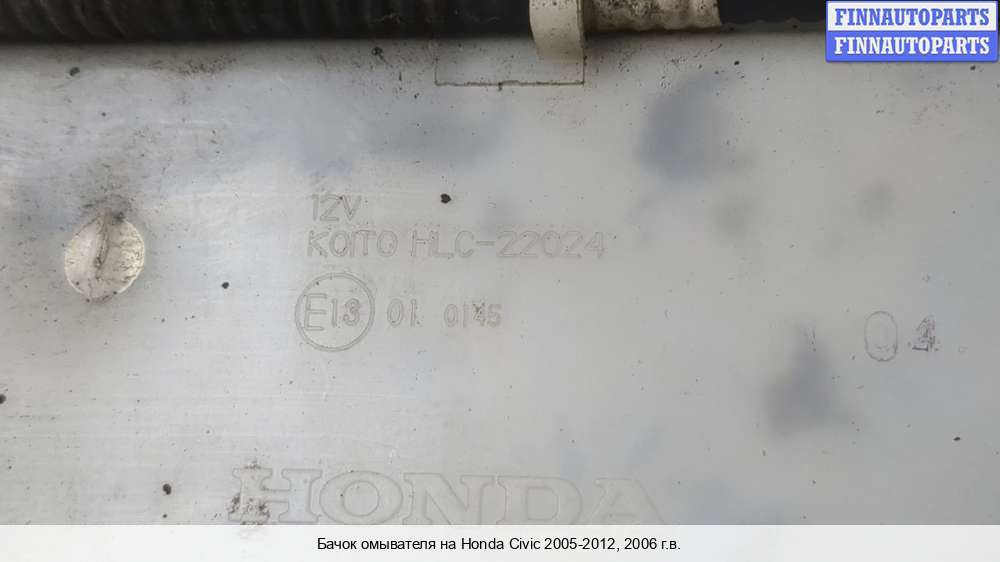 FINNAUTOPARTS
FINNAUTOPARTS
12V
KOITO HLC-22024
E13 01 0145
04
HONDA
Бачок омывателя на Honda Civic 2005-2012, 2006 г.в.